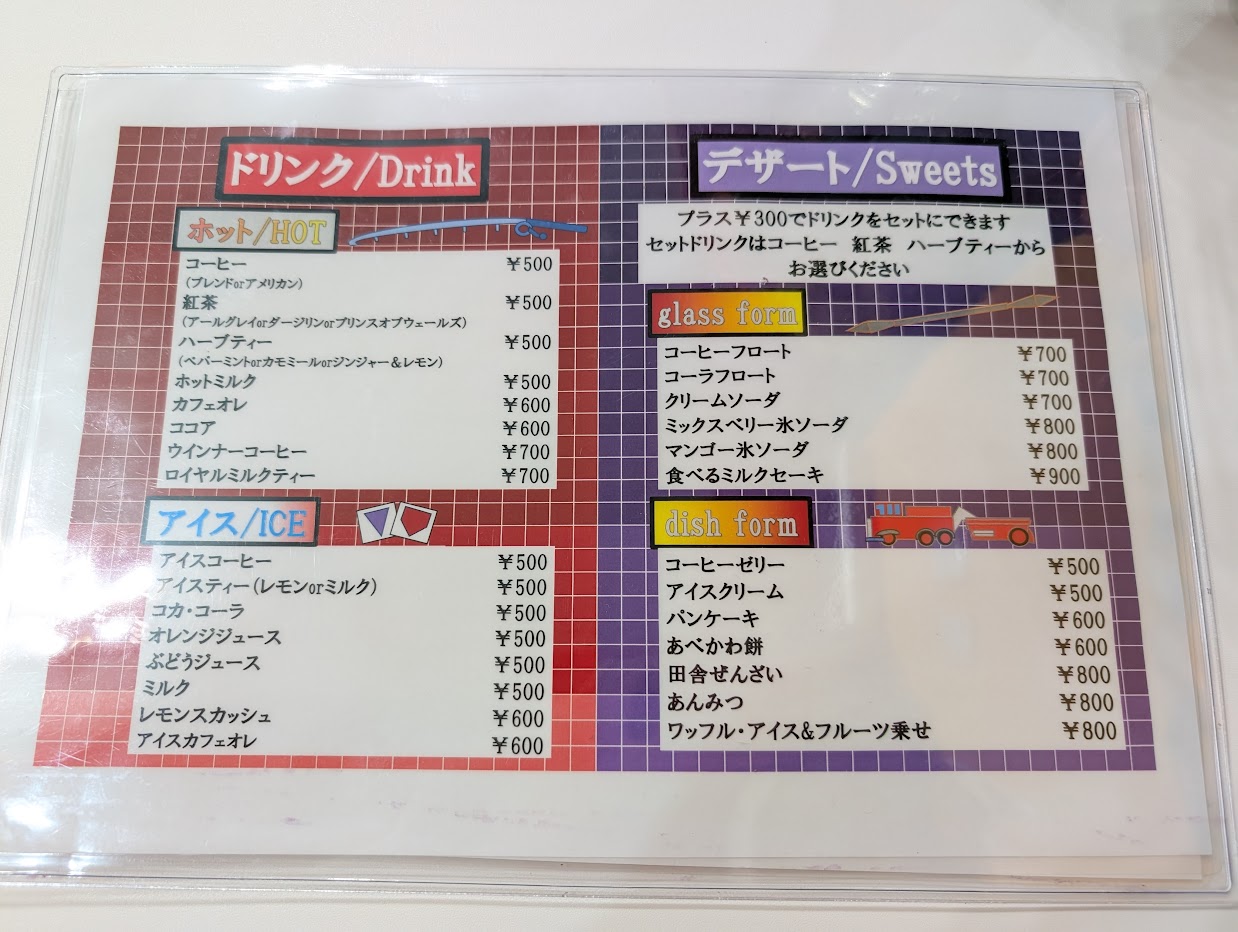 ドリンク/Drink
ホット/HOT
コーヒー ￥500
(ブレンドorアメリカン)
紅茶 ￥500
(アールグレイorダージリンorプリンスオブウェールズ)
ハーブティー ￥500
(ペパーミントorカモミールorジンジャー＆レモン)
ホットミルク ￥500
カフェオレ ￥600
ココア ￥600
ウインナーコーヒー ￥700
ロイヤルミルクティー ￥700
アイス/ICE
アイスコーヒー ￥500
アイスティー(レモンorミルク) ￥500
コカ・コーラ ￥500
オレンジジュース ￥500
ぶどうジュース ￥500
ミルク ￥500
レモンスカッシュ ￥600
アイスカフェオレ ￥600
デザート/Sweets
プラス￥300でドリンクをセットにできます
セットドリンクはコーヒー 紅茶 ハーブティーから
お選びください
glass form
コーヒーフロート ￥700
コーラフロート ￥700
クリームソーダ ￥700
ミックスベリー氷ソーダ ￥800
マンゴー氷ソーダ ￥800
食べるミルクセーキ ￥900
dish form
コーヒーゼリー ￥500
アイスクリーム ￥500
パンケーキ ￥600
あべかわ餅 ￥600
田舎ぜんざい ￥800
あんみつ ￥800
ワッフル・アイス&フルーツ乗せ ￥800